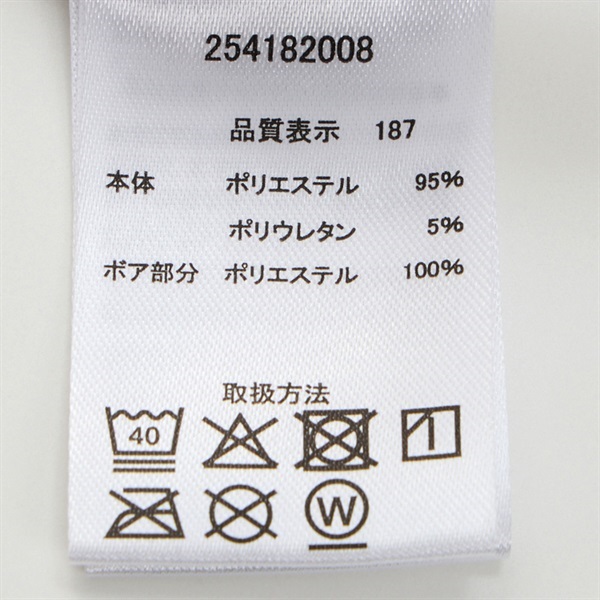 254182008
品質表示 187
本体 ポリエステル 95%
ポリウレタン 5%
ボア部分 ポリエステル 100%
取扱方法
40
W